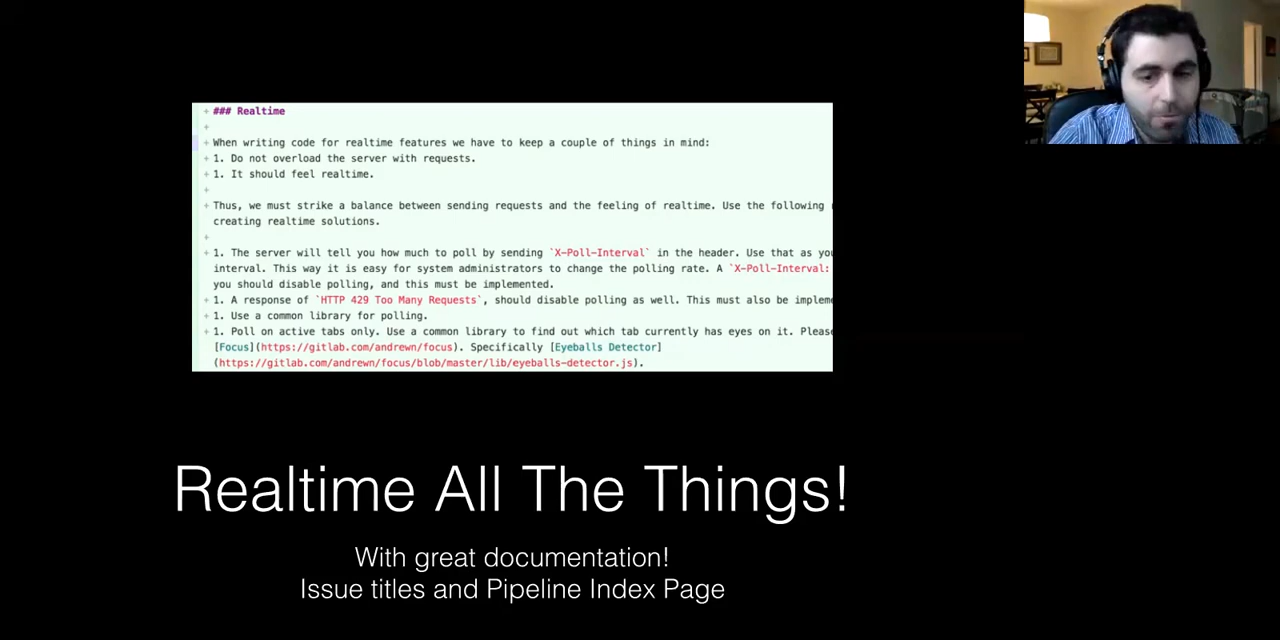 + ### Realtime
+
+ When writing code for realtime features we have to keep a couple of things in mind:
+ 1. Do not overload the server with requests.
+ 1. It should feel realtime.
+
+ Thus, we must strike a balance between sending requests and the feeling of realtime. Use the following
creating realtime solutions.
+
+ 1. The server will tell you how much to poll by sending `X-Poll-Interval` in the header. Use that as you
interval. This way it is easy for system administrators to change the polling rate. A `X-Poll-Interval:
you should disable polling, and this must be implemented.
+ 1. A response of `HTTP 429 Too Many Requests`, should disable polling as well. This must also be impleme
+ 1. Use a common library for polling.
+ 1. Poll on active tabs only. Use a common library to find out which tab currently has eyes on it. Pleas
[Focus](https://gitlab.com/andrewn/focus). Specifically [Eyeballs Detector]
(https://gitlab.com/andrewn/focus/blob/master/lib/eyeballs-detector.js).
Realtime All The Things!
With great documentation!
Issue titles and Pipeline Index Page